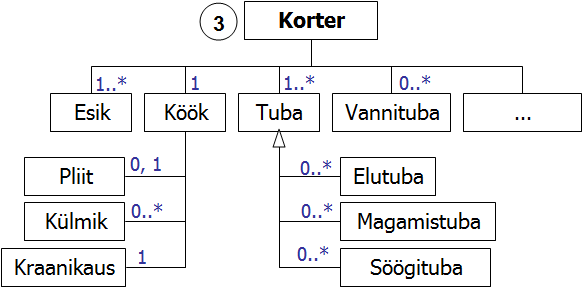 3
Korter
1..*
1
1..*
0..*
Esik
Köök
Tuba
Vannituba
...
Pliit
0, 1
0..*
Elutuba
Külmik
0..*
0..*
Magamistuba
Kraanikaus
1
0..*
Söögituba